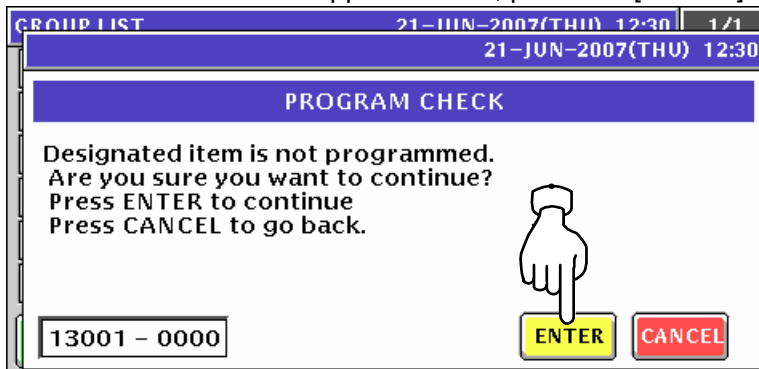 GROUP LIST 21-JUN-2007(THU) 12:30 1/1
21-JUN-2007(THU) 12:30
PROGRAM CHECK
Designated item is not programmed.
Are you sure you want to continue?
Press ENTER to continue
Press CANCEL to go back.
13001 - 0000 ENTER CANCEL